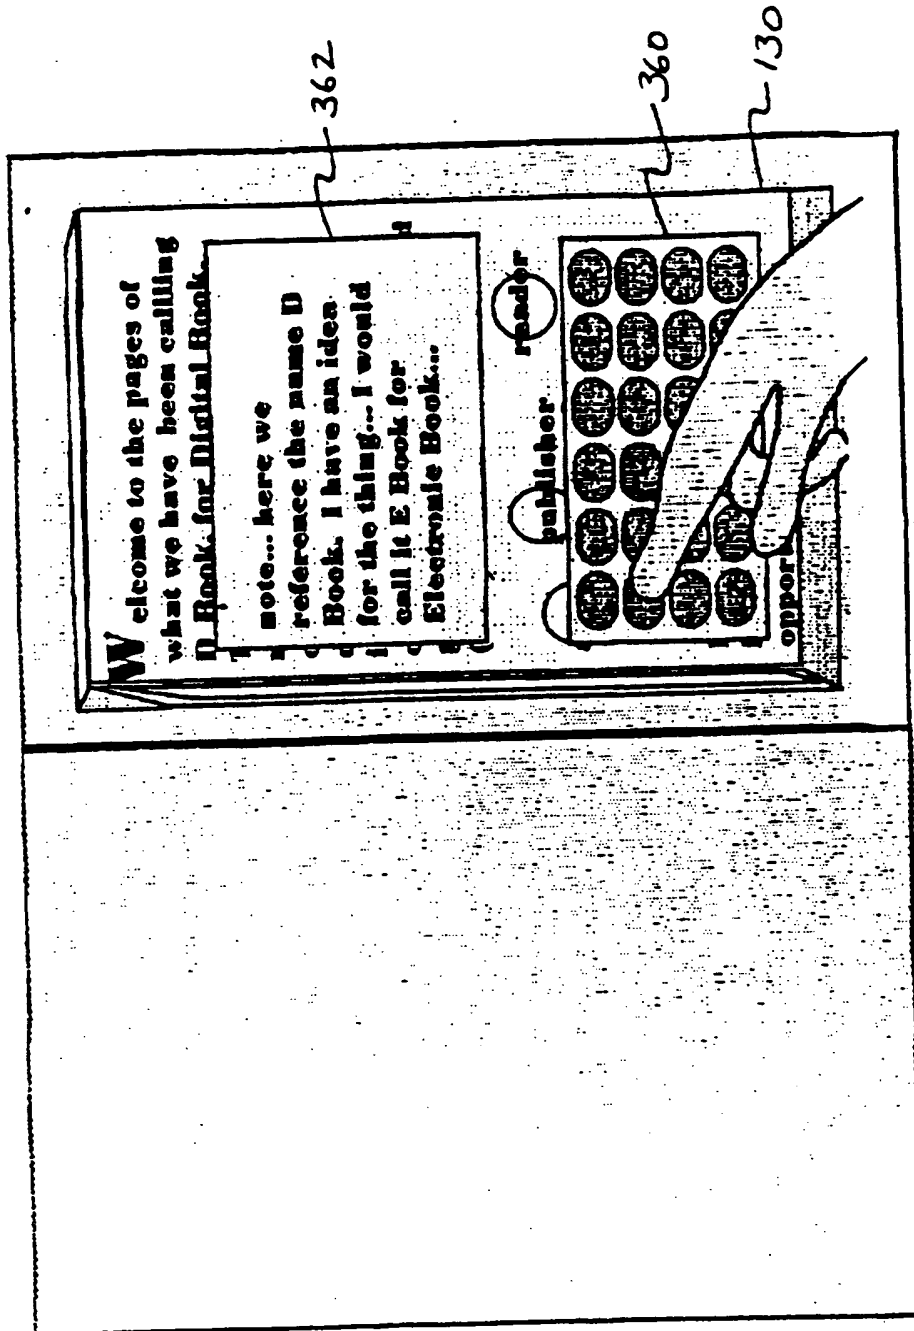 Welcome to the pages of
what we have been callling
D Book. for Digital Book.
note... here we
reference the name D
Book. I have an idea
for the thing... I would
call it E Book for
Electronic Book...
publisher
reader
oppor
362
360
130